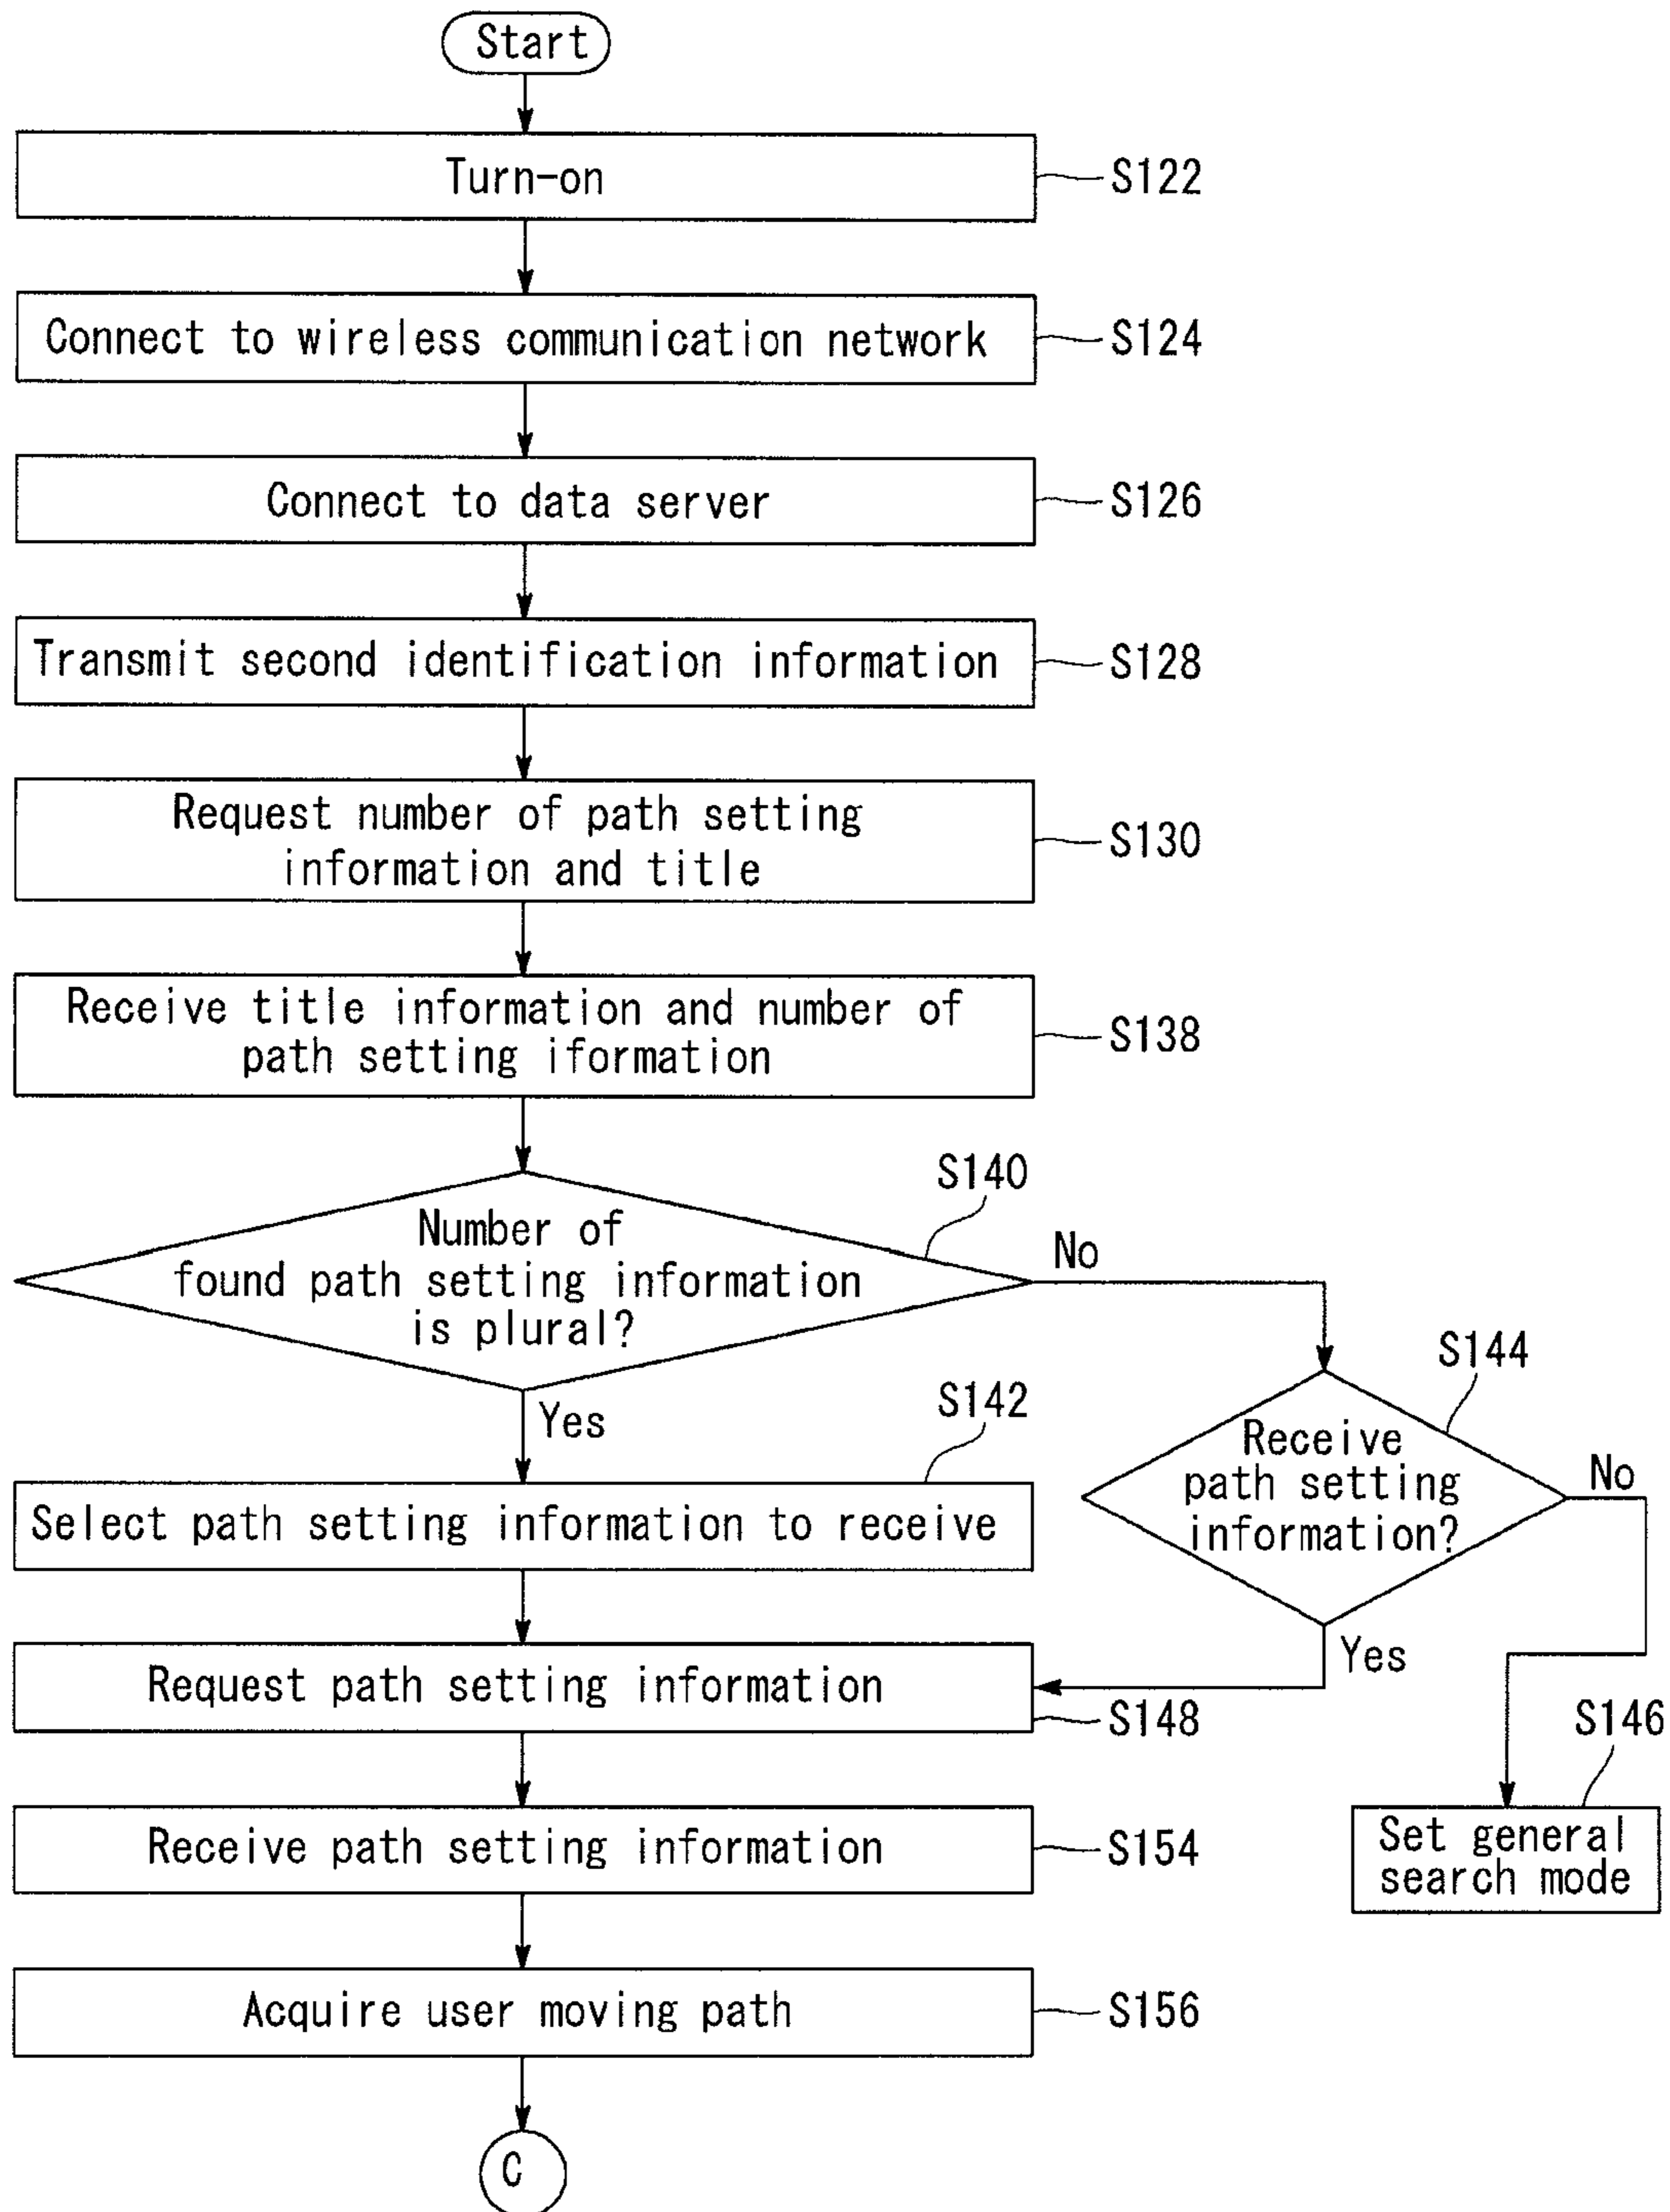 Start
Turn-on
S122
Connect to wireless communication network
S124
Connect to data server
S126
Transmit second identification information
S128
Request number of path setting
information and title
S130
Receive title information and number of
path setting iformation
S138
S140
Number of
found path setting information
is plural?
No
Yes
S144
Receive
path setting
information?
No
Yes
S142
Select path setting information to receive
Request path setting information
S148
S146
Set general
search mode
Receive path setting information
S154
Acquire user moving path
S156
C